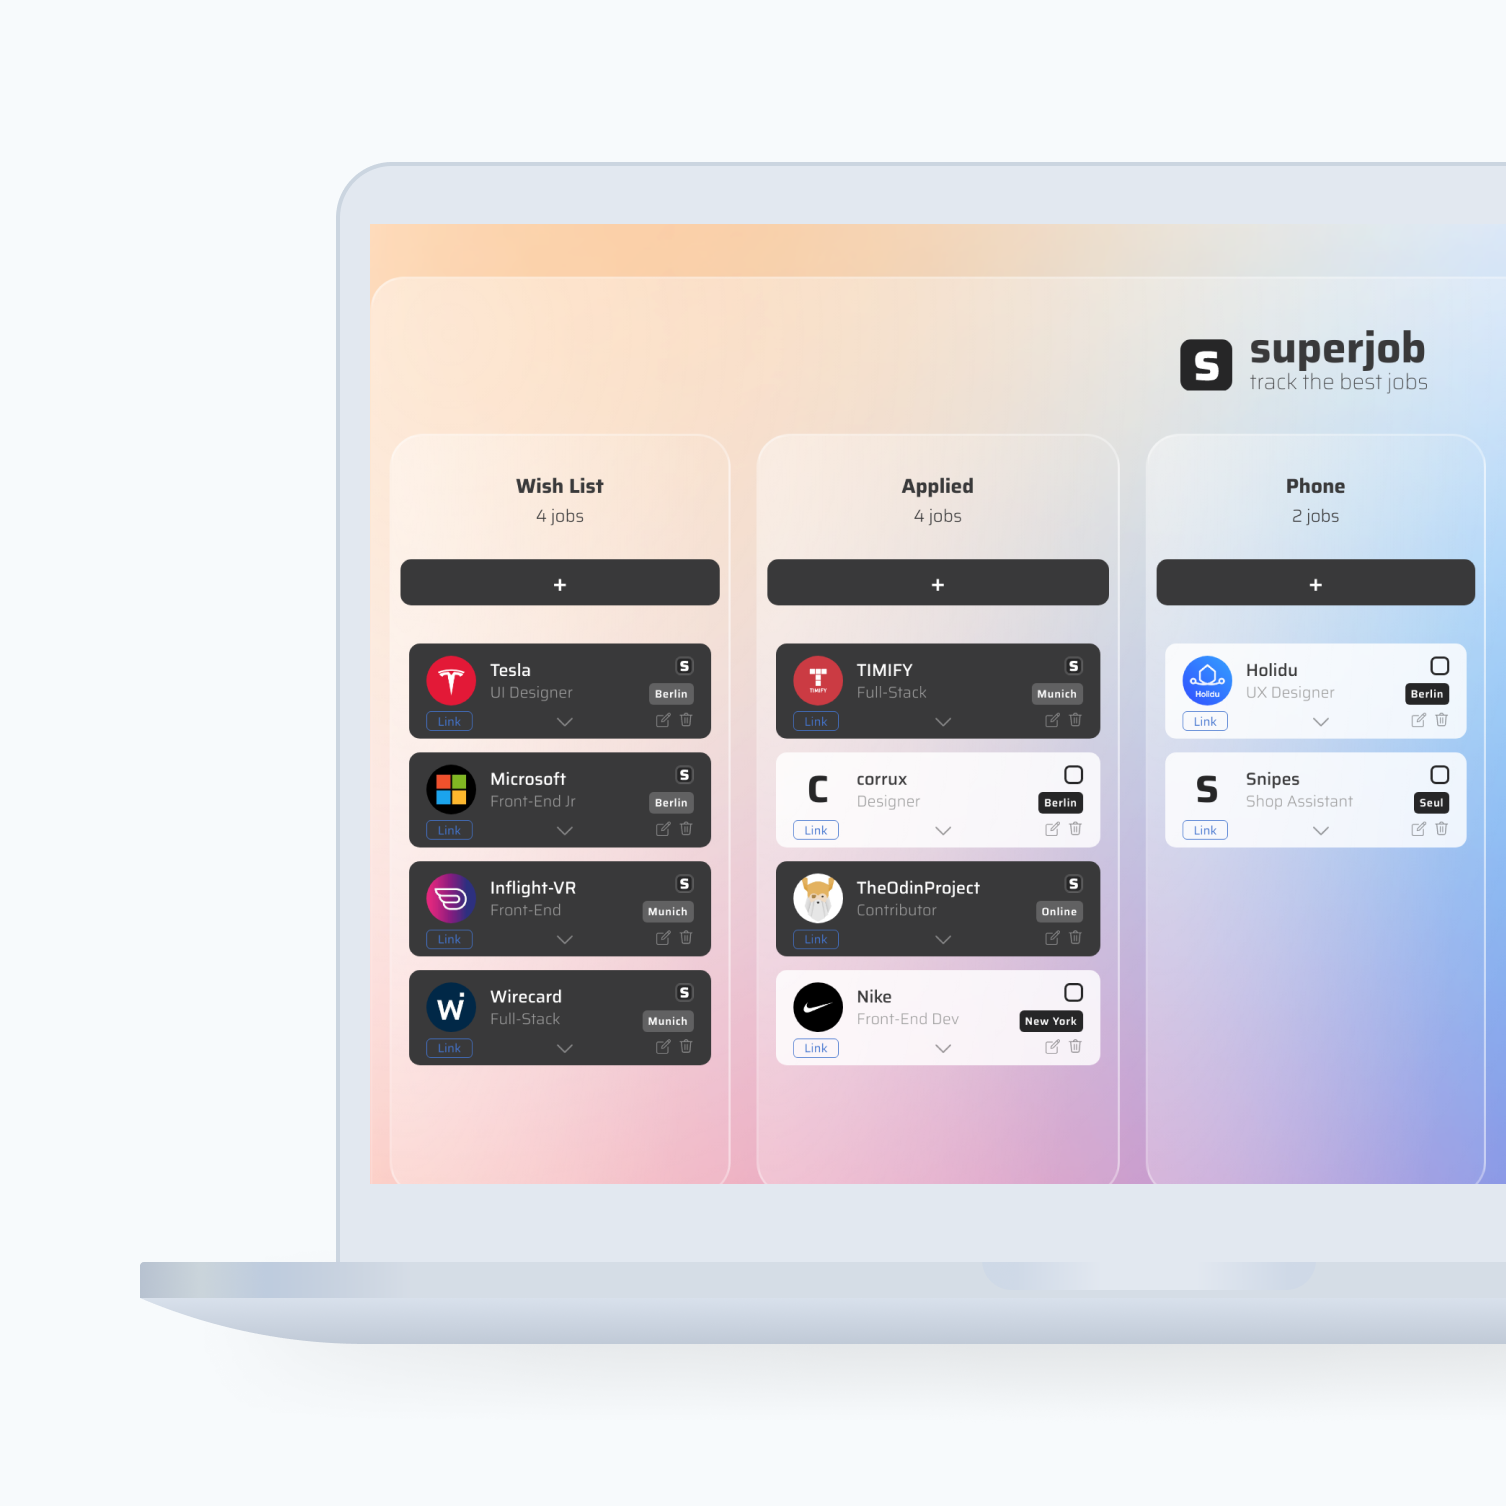 S
superjob
track the best jobs
Wish List
4 jobs
+
Tesla
S
UI Designer
Berlin
Link
Microsoft
S
Front-End Jr
Berlin
Link
Inflight-VR
S
Front-End
Munich
Link
Wi
Wirecard
S
Full-Stack
Munich
Link
Applied
4 jobs
+
TIMIFY
TIMIFY
S
Full-Stack
Munich
Link
C
corrux
Designer
Berlin
Link
TheOdinProject
S
Contributor
Online
Link
Nike
Front-End Dev
New York
Link
Phone
2 jobs
+
Holidu
Holidu
UX Designer
Berlin
Link
S
Snipes
Shop Assistant
Seul
Link